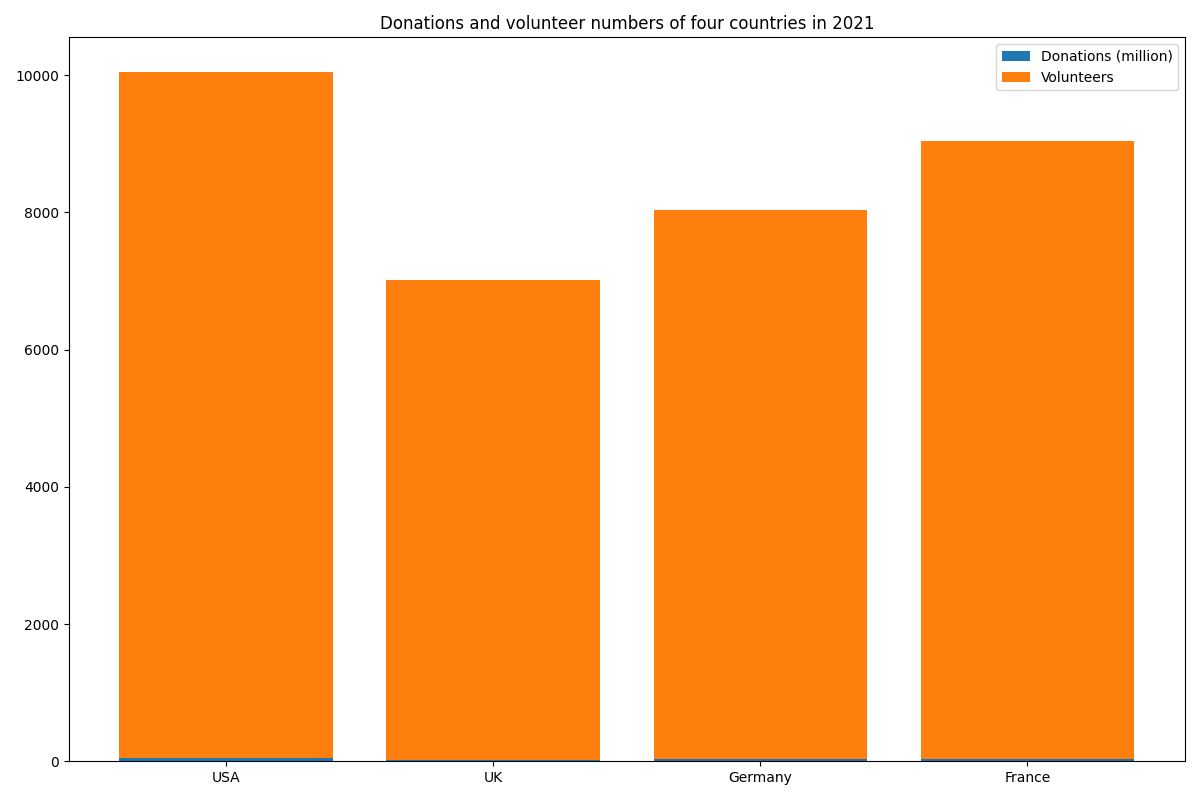 Donations and volunteer numbers of four countries in 2021
Donations (million)
Volunteers
10000
8000
6000
4000
2000
0
USA UK Germany France